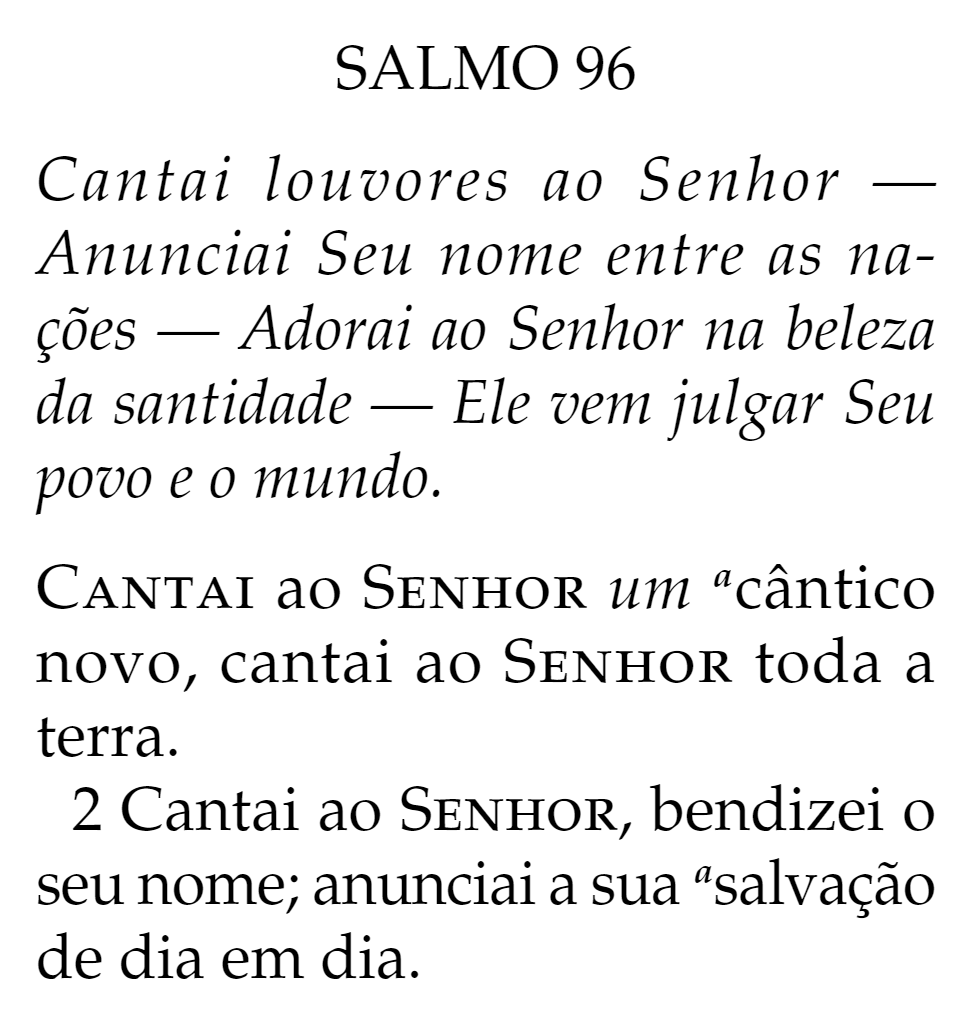 SALMO 96
Cantai louvores ao Senhor —
Anunciai Seu nome entre as na-
ções — Adorai ao Senhor na beleza
da santidade — Ele vem julgar Seu
povo e o mundo.
CANTAI ao SENHOR um ᵃcântico
novo, cantai ao SENHOR toda a
terra.
2 Cantai ao SENHOR, bendizei o
seu nome; anunciai a sua ᵃsalvação
de dia em dia.